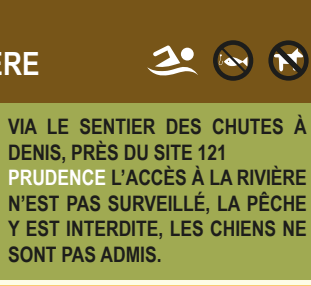 ÈRE
VIA LE SENTIER DES CHUTES À
DENIS, PRÈS DU SITE 121
PRUDENCE L'ACCÈS À LA RIVIÈRE
N'EST PAS SURVEILLÉ, LA PÊCHE
Y EST INTERDITE, LES CHIENS NE
SONT PAS ADMIS.